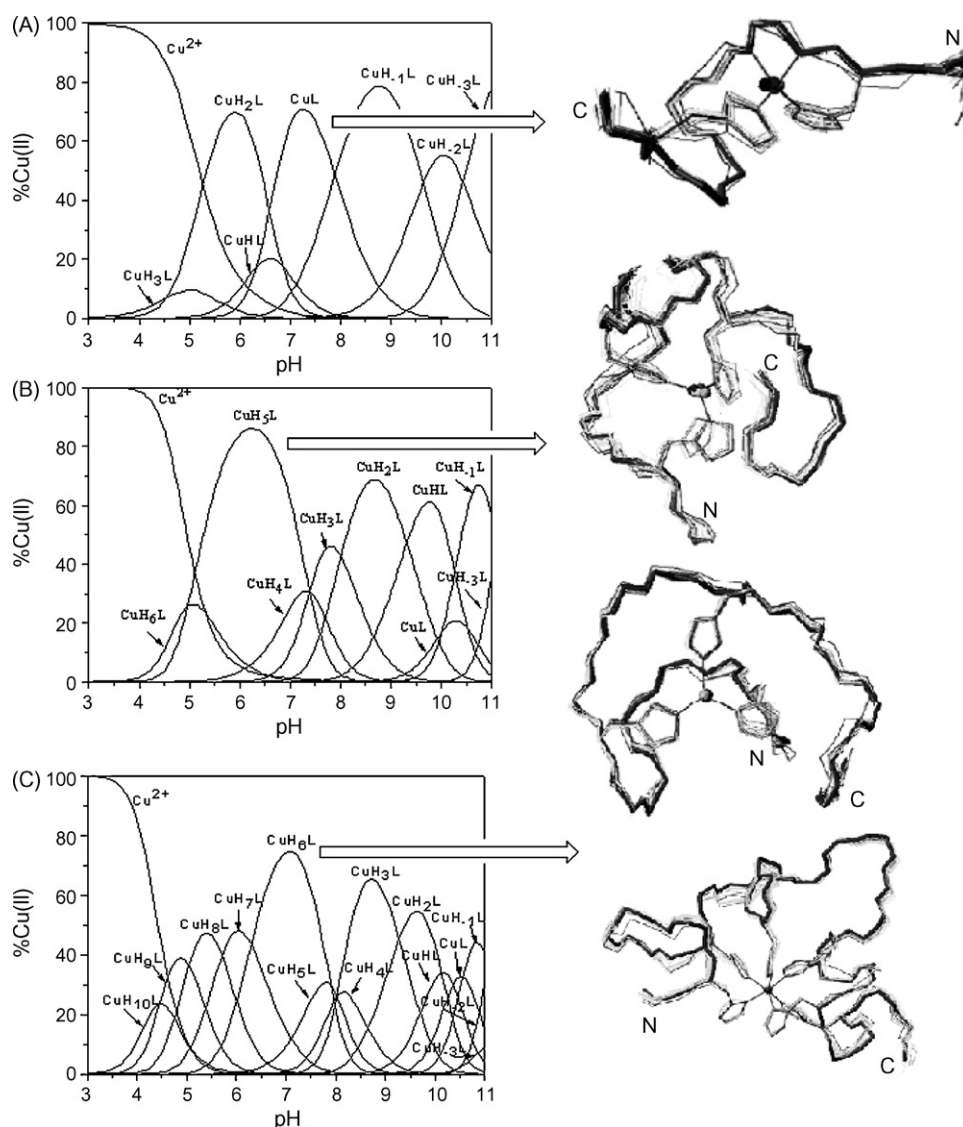 (A)
100
80
60
40
20
0
%Cu(II)
Cu2+
CuH3L
CuH2L
CuHL
CuL
CuH-1L
CuH-2L
CuH-3L
3 4 5 6 7 8 9 10 11
pH
C
N
(B)
100
80
60
40
20
0
%Cu(II)
Cu2+
CuH6L
CuH5L
CuH4L
CuH3L
CuH2L
CuHL
CuL
CuH-1L
CuH-3L
3 4 5 6 7 8 9 10 11
pH
C
N
N
C
(C)
100
80
60
40
20
0
%Cu(II)
Cu2+
CuH10L
CuH9L
CuH8L
CuH7L
CuH6L
CuH5L
CuH4L
CuH3L
CuH2L
CuHL
CuL
CuH-1L
CuH-2L
CuH-3L
3 4 5 6 7 8 9 10 11
pH
N
C